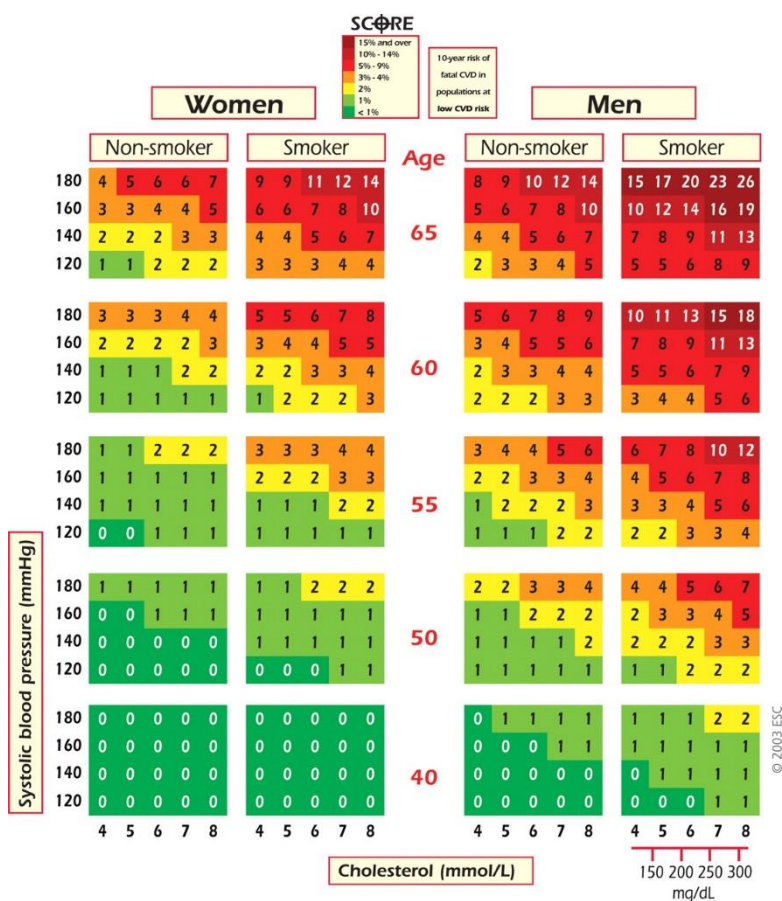 SCORE
15% and over
10% - 14%
5% - 9%
3% - 4%
2%
1%
< 1%
10-year risk of
fatal CVD in
populations at
low CVD risk
Women
Men
Non-smoker
Smoker
Age
Non-smoker
Smoker
180 4 5 6 6 7 9 9 11 12 14 8 9 10 12 14 15 17 20 23 26
160 3 3 4 4 5 6 6 7 8 10 5 6 7 8 10 10 12 14 16 19
65
140 2 2 2 3 3 4 4 5 6 7 4 4 5 6 7 7 8 9 11 13
120 1 1 2 2 2 3 3 3 4 4 2 3 3 4 5 5 5 6 8 9
180 3 3 3 4 4 5 5 6 7 8 5 6 7 8 9 10 11 13 15 18
160 2 2 2 2 3 3 4 4 5 5 3 4 5 5 6 7 8 9 11 13
60
140 1 1 1 2 2 2 2 3 3 4 2 3 3 4 4 5 5 6 7 9
120 1 1 1 1 1 1 2 2 2 3 2 2 2 3 3 3 4 4 5 6
180 1 1 2 2 2 3 3 3 4 4 3 4 4 5 6 6 7 8 10 12
160 1 1 1 1 1 2 2 2 3 3 2 2 3 3 4 4 5 6 7 8
55
140 1 1 1 1 1 1 1 1 2 2 1 2 2 2 3 3 3 4 5 6
120 0 0 1 1 1 1 1 1 1 1 1 1 1 2 2 2 2 3 3 4
180 1 1 1 1 1 1 1 2 2 2 2 2 3 3 4 4 4 5 6 7
160 0 0 1 1 1 1 1 1 1 1 1 1 2 2 2 2 3 3 4 5
50
140 0 0 0 0 0 1 1 1 1 1 1 1 1 1 2 2 2 2 3 3
120 0 0 0 0 0 0 0 0 1 1 1 1 1 1 1 1 1 2 2 2
180 0 0 0 0 0 0 0 0 0 0 0 1 1 1 1 1 1 1 2 2
160 0 0 0 0 0 0 0 0 0 0 0 0 0 1 1 1 1 1 1 1
40
140 0 0 0 0 0 0 0 0 0 0 0 0 0 0 0 0 1 1 1 1
120 0 0 0 0 0 0 0 0 0 0 0 0 0 0 0 0 0 0 1 1
4 5 6 7 8 4 5 6 7 8 4 5 6 7 8 4 5 6 7 8
Systolic blood pressure (mmHg)
Cholesterol (mmol/L)
150 200 250 300
mg/dL
© 2003 ESC